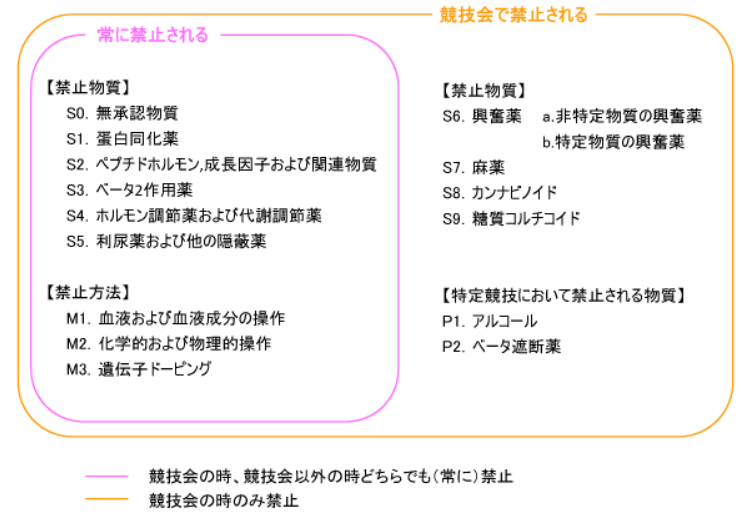 競技会で禁止される
常に禁止される
【禁止物質】
S0. 無承認物質
S1. 蛋白同化薬
S2. ペプチドホルモン,成長因子および関連物質
S3. ベータ2作用薬
S4. ホルモン調節薬および代謝調節薬
S5. 利尿薬および他の隠蔽薬
【禁止方法】
M1. 血液および血液成分の操作
M2. 化学的および物理的操作
M3. 遺伝子ドーピング
【禁止物質】
S6. 興奮薬 a.非特定物質の興奮薬
b.特定物質の興奮薬
S7. 麻薬
S8. カンナビノイド
S9. 糖質コルチコイド
【特定競技において禁止される物質】
P1. アルコール
P2. ベータ遮断薬
競技会の時、競技会以外の時どちらでも(常に)禁止
競技会の時のみ禁止